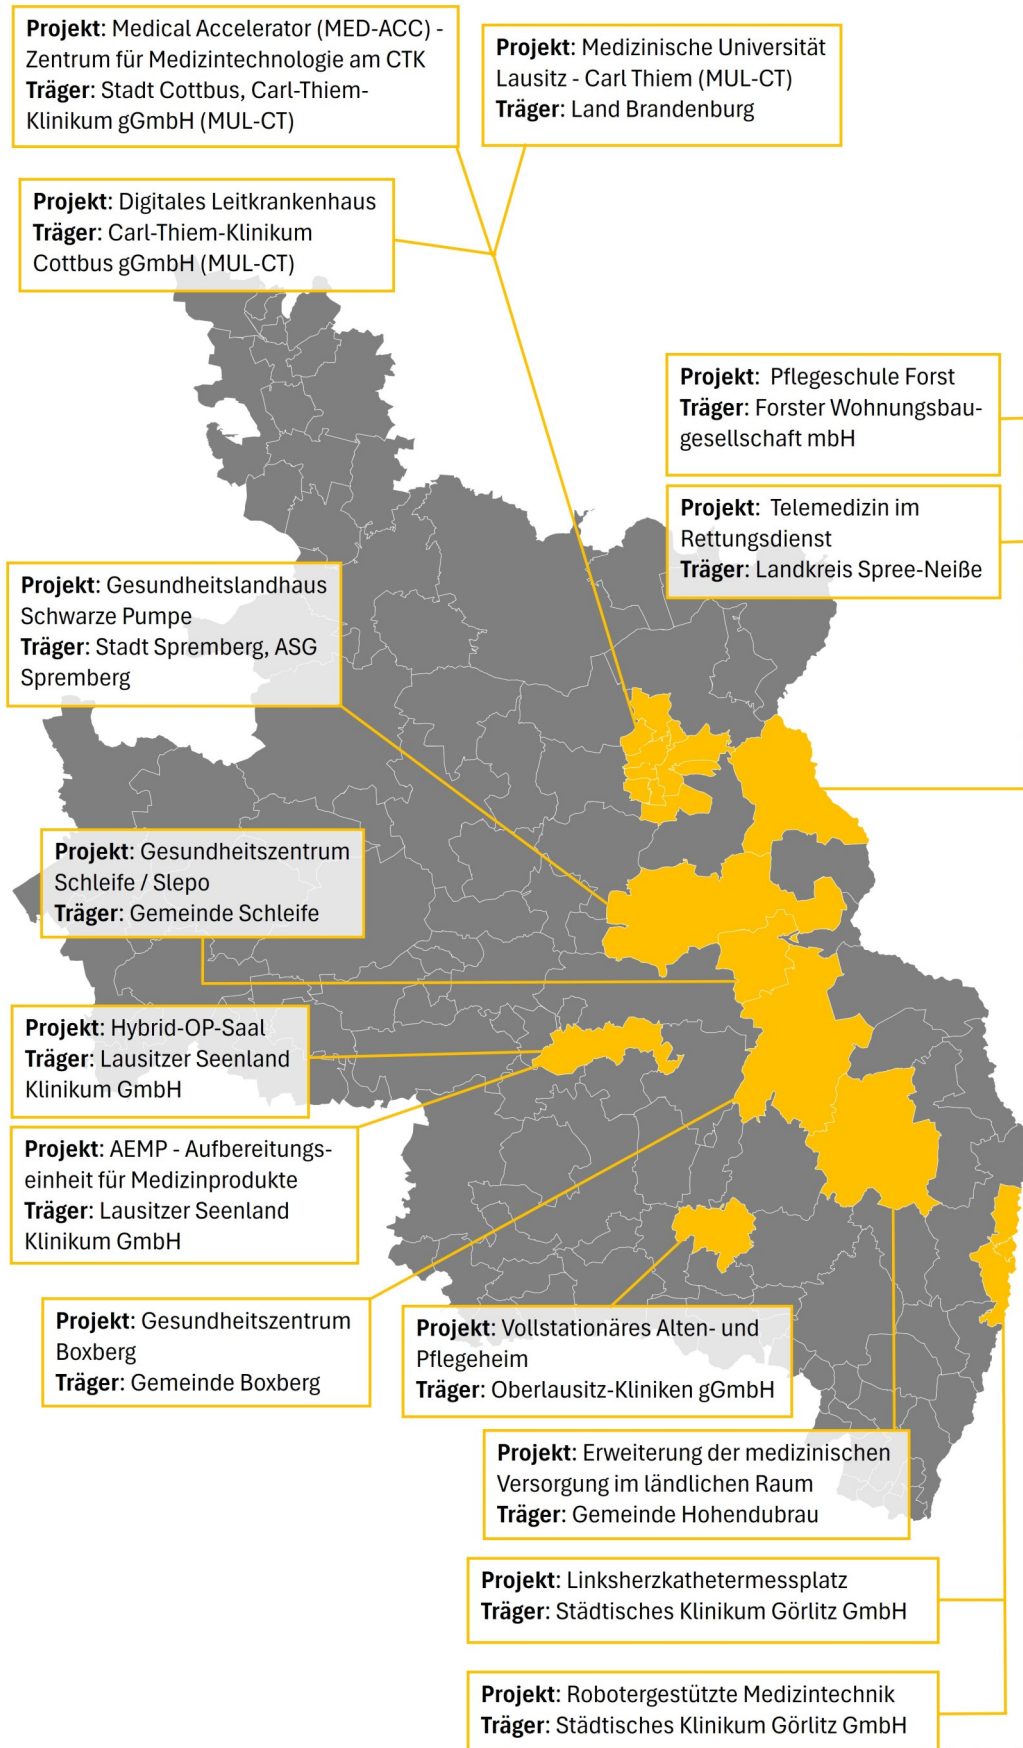 Projekt: Medical Accelerator (MED-ACC) -
Zentrum für Medizintechnologie am CTK
Träger: Stadt Cottbus, Carl-Thiem-
Klinikum gGmbH (MUL-CT)
Projekt: Medizinische Universität
Lausitz - Carl Thiem (MUL-CT)
Träger: Land Brandenburg
Projekt: Digitales Leitkrankenhaus
Träger: Carl-Thiem-Klinikum
Cottbus gGmbH (MUL-CT)
Projekt: Pflegeschule Forst
Träger: Forster Wohnungsbau-
gesellschaft mbH
Projekt: Telemedizin im
Rettungsdienst
Träger: Landkreis Spree-Neiße
Projekt: Gesundheitslandhaus
Schwarze Pumpe
Träger: Stadt Spremberg, ASG
Spremberg
Projekt: Gesundheitszentrum
Schleife / Slepo
Träger: Gemeinde Schleife
Projekt: Hybrid-OP-Saal
Träger: Lausitzer Seenland
Klinikum GmbH
Projekt: AEMP - Aufbereitungs-
einheit für Medizinprodukte
Träger: Lausitzer Seenland
Klinikum GmbH
Projekt: Gesundheitszentrum
Boxberg
Träger: Gemeinde Boxberg
Projekt: Vollstationäres Alten- und
Pflegeheim
Träger: Oberlausitz-Kliniken gGmbH
Projekt: Erweiterung der medizinischen
Versorgung im ländlichen Raum
Träger: Gemeinde Hohendubrau
Projekt: Linksherzkathetermessplatz
Träger: Städtisches Klinikum Görlitz GmbH
Projekt: Robotergestützte Medizintechnik
Träger: Städtisches Klinikum Görlitz GmbH